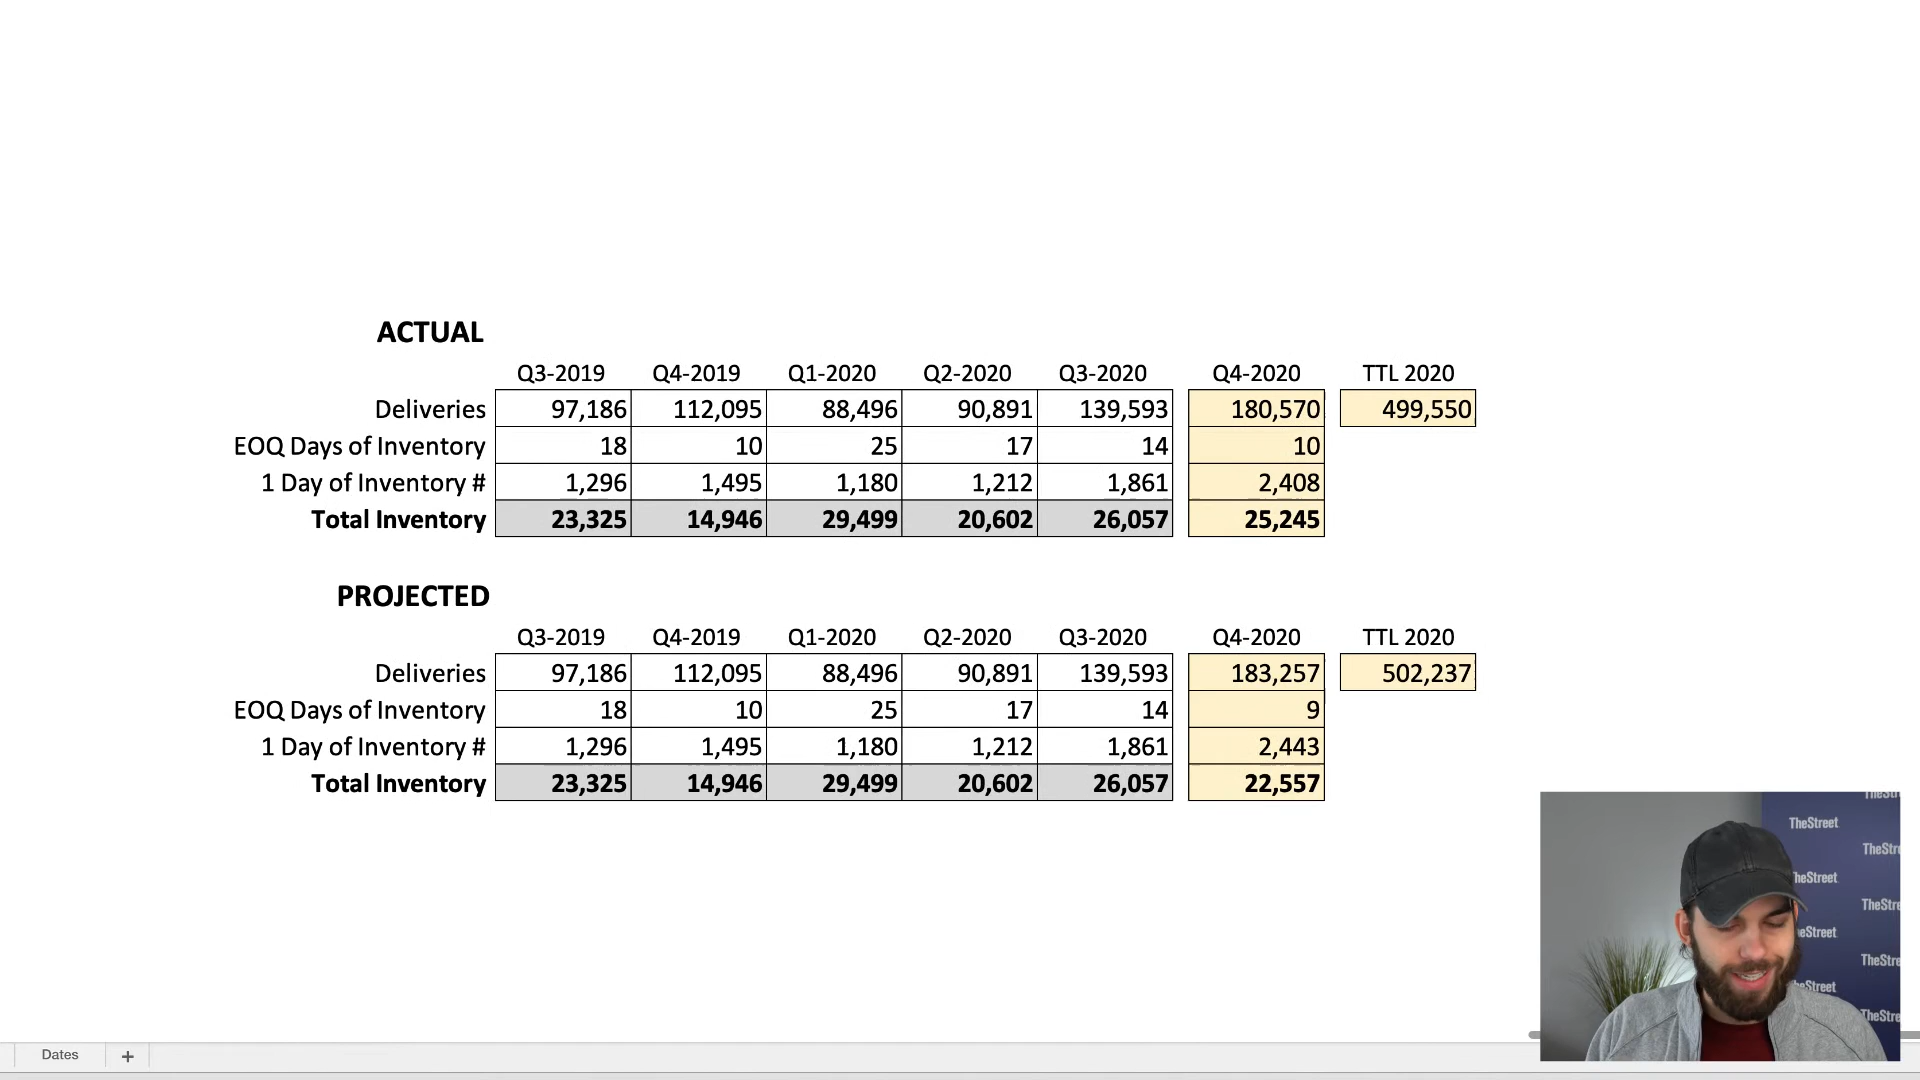 ACTUAL
Q3-2019 Q4-2019 Q1-2020 Q2-2020 Q3-2020 Q4-2020 TTL 2020
Deliveries 97,186 112,095 88,496 90,891 139,593 180,570 499,550
EOQ Days of Inventory 18 10 25 17 14 10
1 Day of Inventory # 1,296 1,495 1,180 1,212 1,861 2,408
Total Inventory 23,325 14,946 29,499 20,602 26,057 25,245
PROJECTED
Q3-2019 Q4-2019 Q1-2020 Q2-2020 Q3-2020 Q4-2020 TTL 2020
Deliveries 97,186 112,095 88,496 90,891 139,593 183,257 502,237
EOQ Days of Inventory 18 10 25 17 14 9
1 Day of Inventory # 1,296 1,495 1,180 1,212 1,861 2,443
Total Inventory 23,325 14,946 29,499 20,602 26,057 22,557
TheStreet
TheStre
heStreet
TheStre
eStreet
TheStre
eStreet
TheStre
Dates +